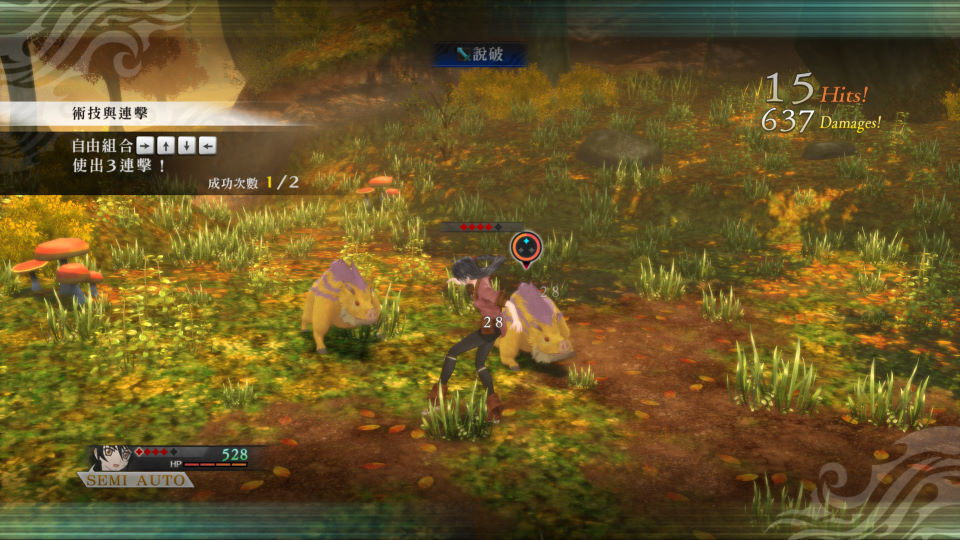 說破
15 Hits!
637 Damages!
術技與連擊
自由組合→↑↓←
使出3連擊！
成功次數 1/2
28
28
528
HP
SEMI AUTO